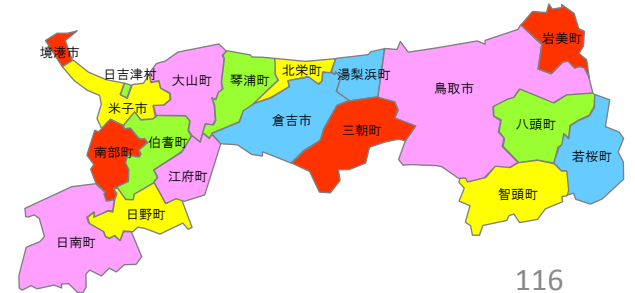 岩美町
境港市
日吉津村
大山町
琴浦町
北栄町
湯梨浜町
鳥取市
米子市
倉吉市
三朝町
八頭町
南部町
伯耆町
若桜町
江府町
智頭町
日野町
日南町
116